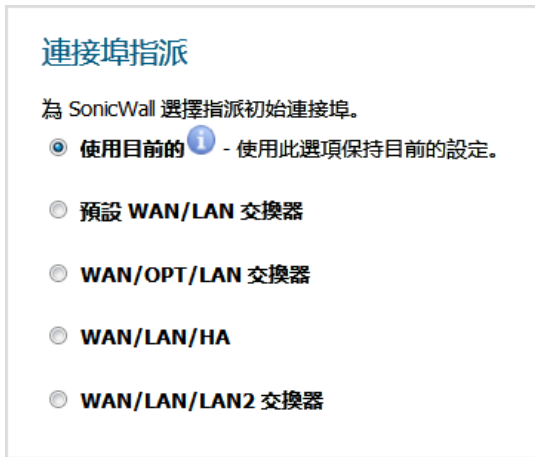 連接埠指派
為 SonicWall 選擇指派初始連接埠。
使用目前的 i - 使用此選項保持目前的設定。
預設 WAN/LAN 交換器
WAN/OPT/LAN 交換器
WAN/LAN/HA
WAN/LAN/LAN2 交換器